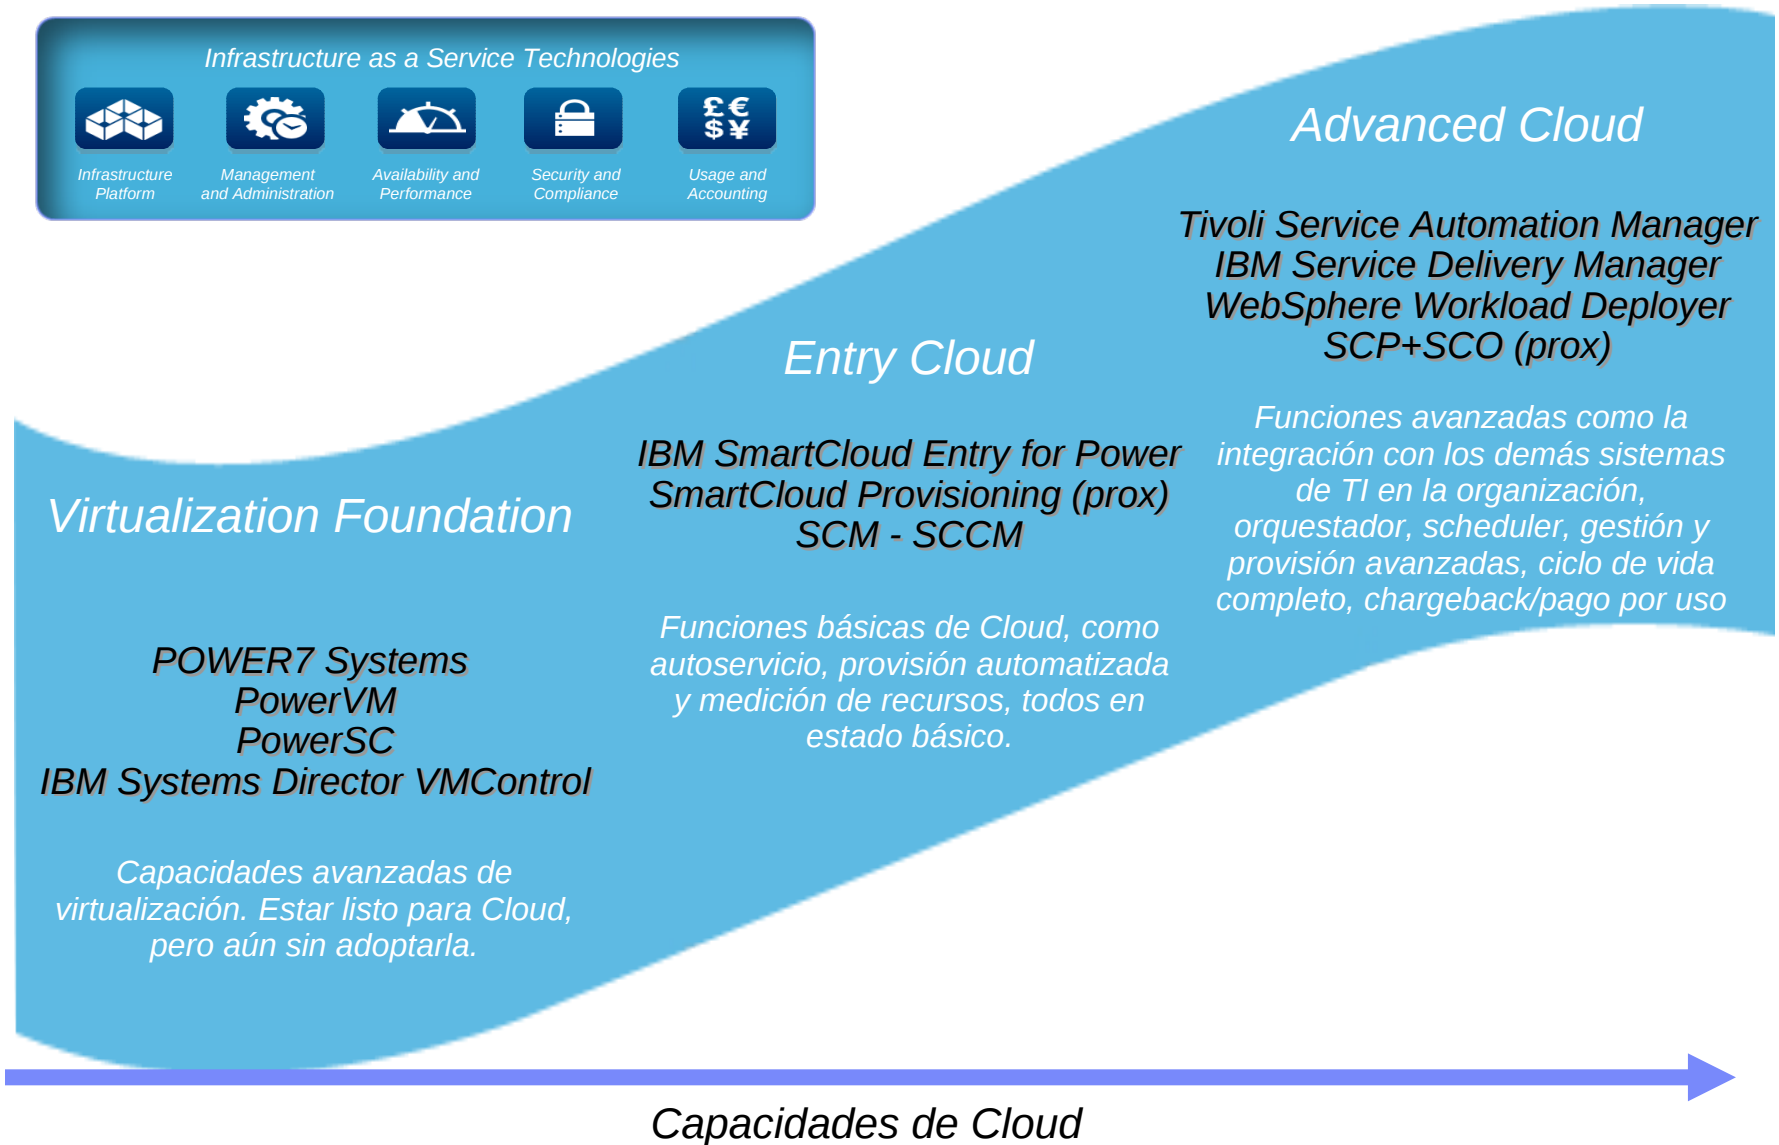 Infrastructure as a Service Technologies
£ €
$ ¥
Infrastructure
Platform
Management
and Administration
Availability and
Performance
Security and
Compliance
Usage and
Accounting
Virtualization Foundation
POWER7 Systems
PowerVM
PowerSC
IBM Systems Director VMControl
Capacidades avanzadas de
virtualización. Estar listo para Cloud,
pero aún sin adoptarla.
Entry Cloud
IBM SmartCloud Entry for Power
SmartCloud Provisioning (prox)
SCM - SCCM
Funciones básicas de Cloud, como
autoservicio, provisión automatizada
y medición de recursos, todos en
estado básico.
Advanced Cloud
Tivoli Service Automation Manager
IBM Service Delivery Manager
WebSphere Workload Deployer
SCP+SCO (prox)
Funciones avanzadas como la
integración con los demás sistemas
de TI en la organización,
orquestador, scheduler, gestión y
provisión avanzadas, ciclo de vida
completo, chargeback/pago por uso
Capacidades de Cloud